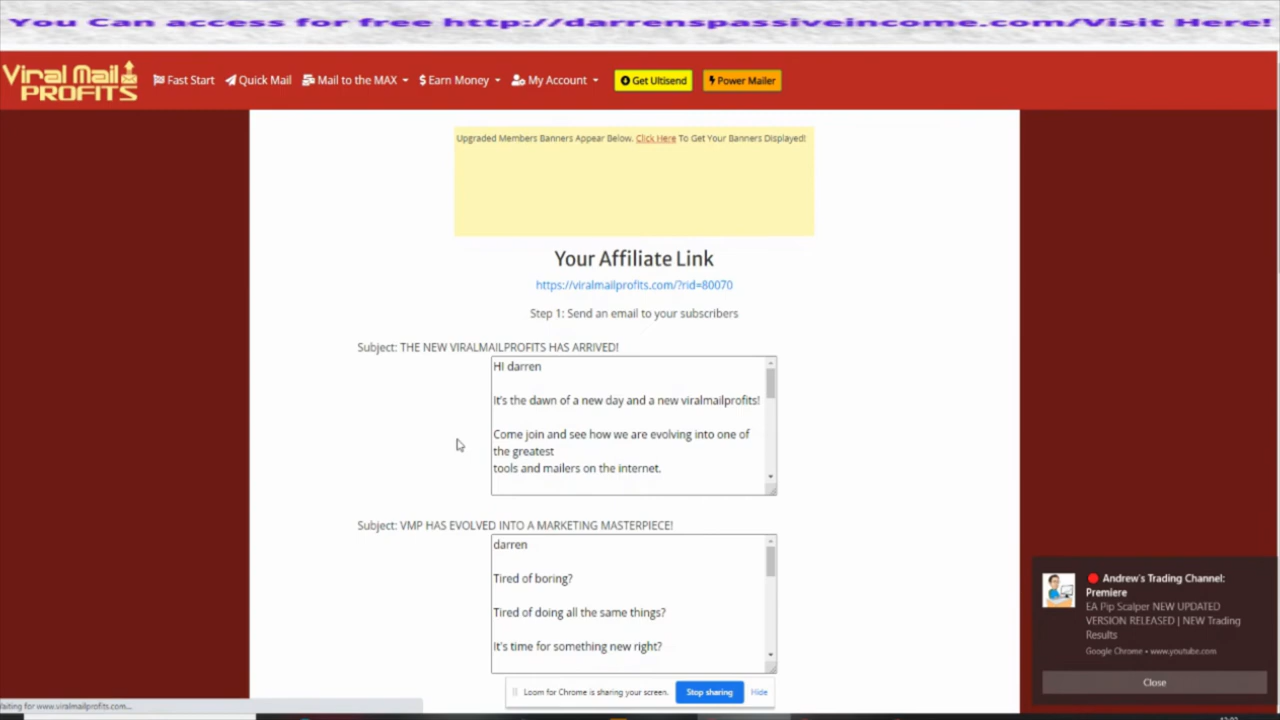 You Can access for free http://darrenspassiveincome.com/Visit Here!
Viral Mail
PROFITS
Fast Start
Quick Mail
Mail to the MAX
Earn Money
My Account
Get Ultisend
Power Mailer
Upgraded Members Banners Appear Below. Click Here To Get Your Banners Displayed!
Your Affiliate Link
https://viralmailprofits.com/?rid=80070
Step 1: Send an email to your subscribers
Subject: THE NEW VIRALMAILPROFITS HAS ARRIVED!
HI darren
It's the dawn of a new day and a new viralmailprofits!
Come join and see how we are evolving into one of
the greatest
tools and mailers on the internet.
Subject: VMP HAS EVOLVED INTO A MARKETING MASTERPIECE!
darren
Tired of boring?
Tired of doing all the same things?
It's time for something new right?
Andrew's Trading Channel:
Premiere
EA Pip Scalper NEW UPDATED
VERSION RELEASED | NEW Trading
Results
Google Chrome • www.youtube.com
Close
Loom for Chrome is sharing your screen.
Stop sharing
Hide
aiting for www.viralmailprofits.com...